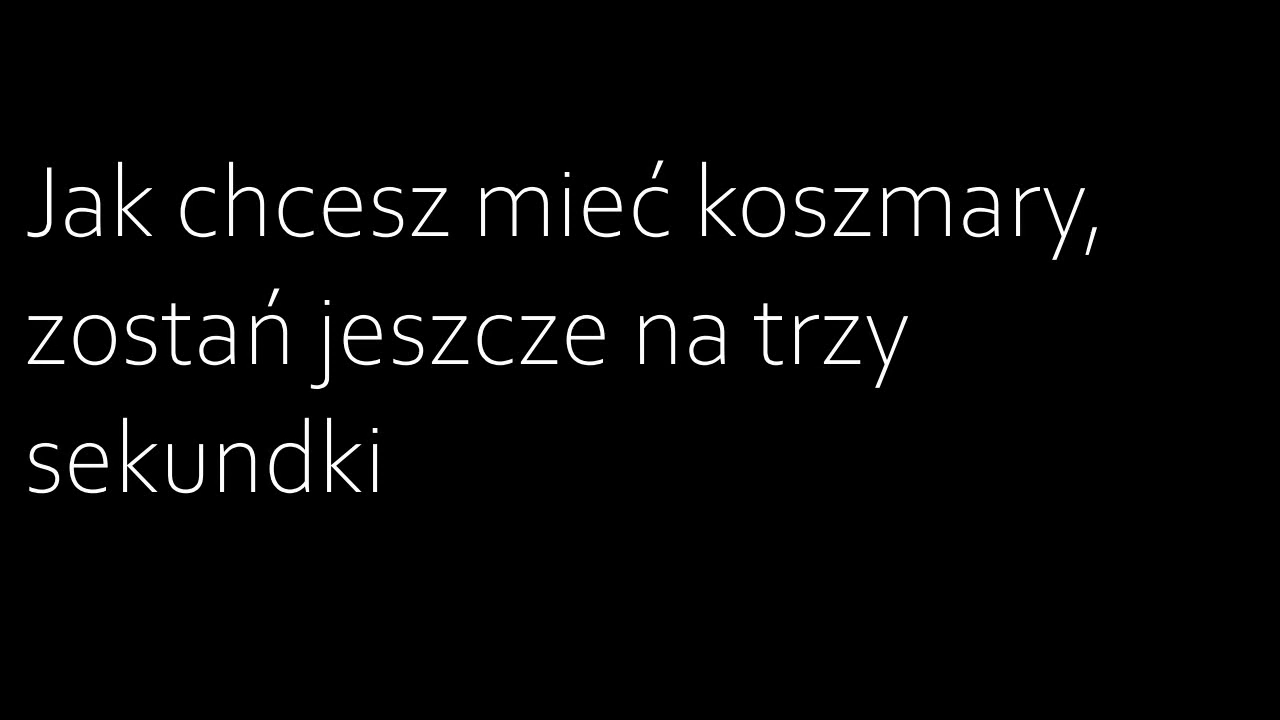 Jak chcesz mieć koszmary,
zostań jeszcze na trzy
sekundki